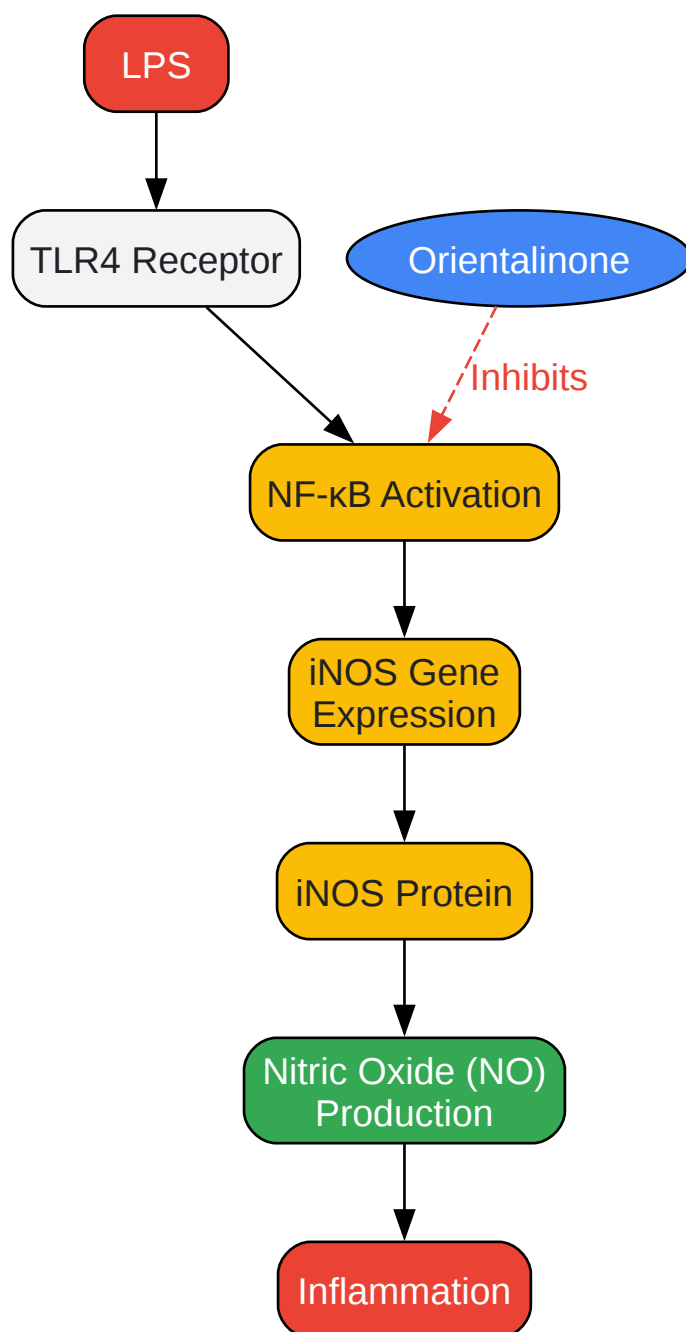 LPS
TLR4 Receptor
Orientalinone
Inhibits
NF-κB Activation
iNOS Gene
Expression
iNOS Protein
Nitric Oxide (NO)
Production
Inflammation